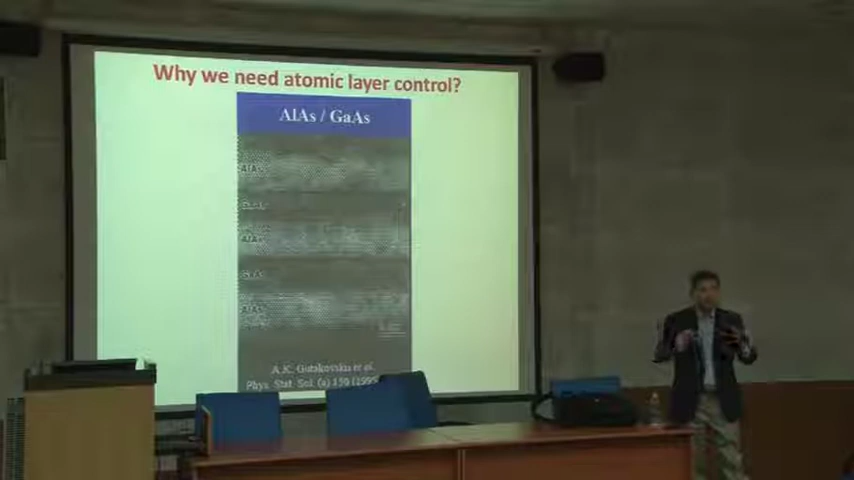 Why we need atomic layer control?
AlAs / GaAs
AlAs
GaAs
AlAs
GaAs
AlAs
A.K. Gutakovskii et al.
Phys. Stat. Sol. (a) 150 (1995